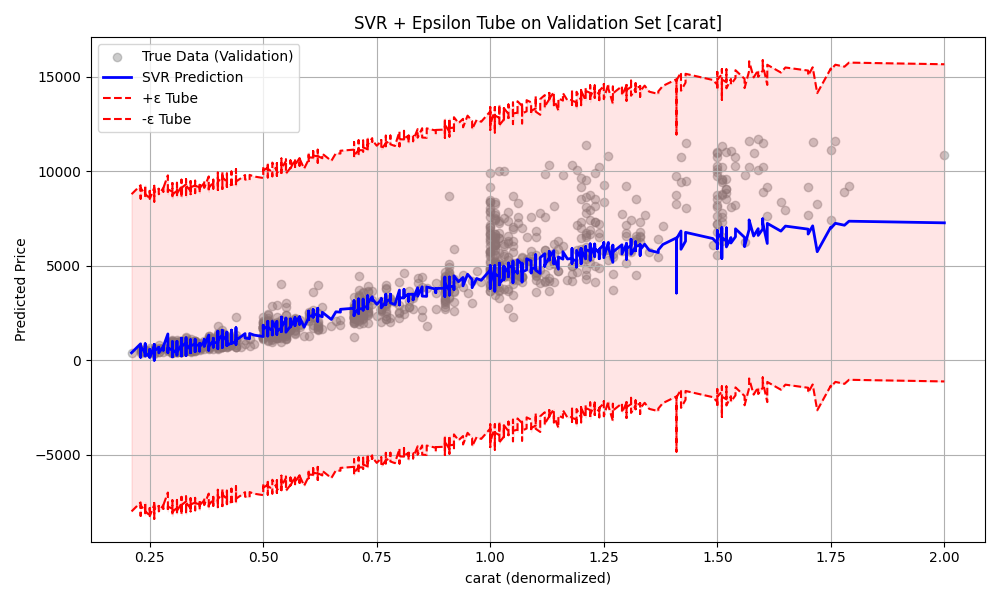 SVR + Epsilon Tube on Validation Set [carat]
True Data (Validation)
SVR Prediction
+ε Tube
-ε Tube
15000
10000
5000
0
−5000
Predicted Price
0.25
0.50
0.75
1.00
1.25
1.50
1.75
2.00
carat (denormalized)